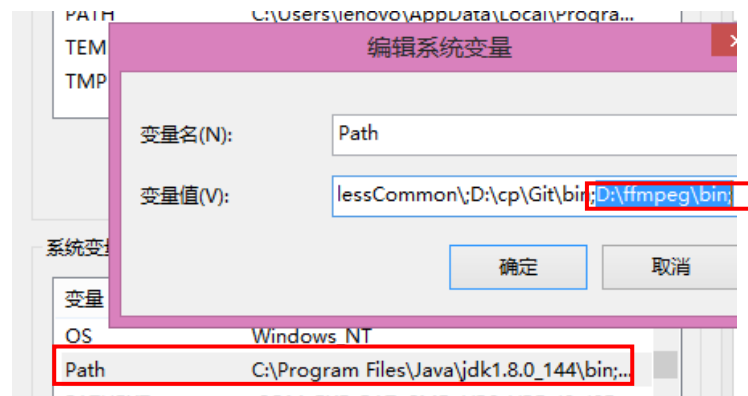 PATH C:\Users\lenovo\AppData\Local\Progra...
TEM
TMP
编辑系统变量
变量名(N): Path
变量值(V): lessCommon\;D:\cp\Git\bin;D:\ffmpeg\bin;
确定 取消
系统变量
变量
OS Windows_NT
Path C:\Program Files\Java\jdk1.8.0_144\bin;...